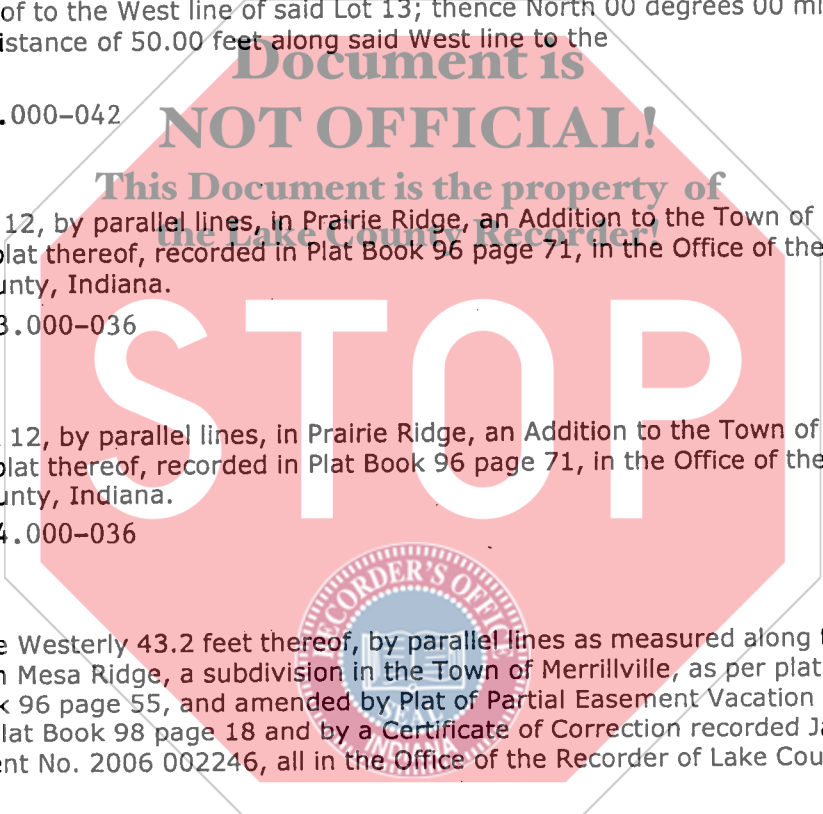 of to the West line of said Lot 13; thence North 00 degrees 00
istance of 50.00 feet along said West line to the
Document is
.000-042
NOT OFFICIAL!
This Document is the property of
12, by parallel lines, in Prairie Ridge, an Addition to the Town of
the Lake County Recorder!
plat thereof, recorded in Plat Book 96 page 71, in the Office of the
unty, Indiana.
3.000-036
STOP
12, by parallel lines, in Prairie Ridge, an Addition to the Town of
plat thereof, recorded in Plat Book 96 page 71, in the Office of the
unty, Indiana.
4.000-036
RECORDER'S OFFICE
e Westerly 43.2 feet thereof, by parallel lines as measured along
n Mesa Ridge, a subdivision in the Town of Merrillville, as per plat
k 96 page 55, and amended by Plat of Partial Easement Vacation
lat Book 98 page 18 and by a Certificate of Correction recorded
INDIANA
ent No. 2006 002246, all in the Office of the Recorder of Lake Cou